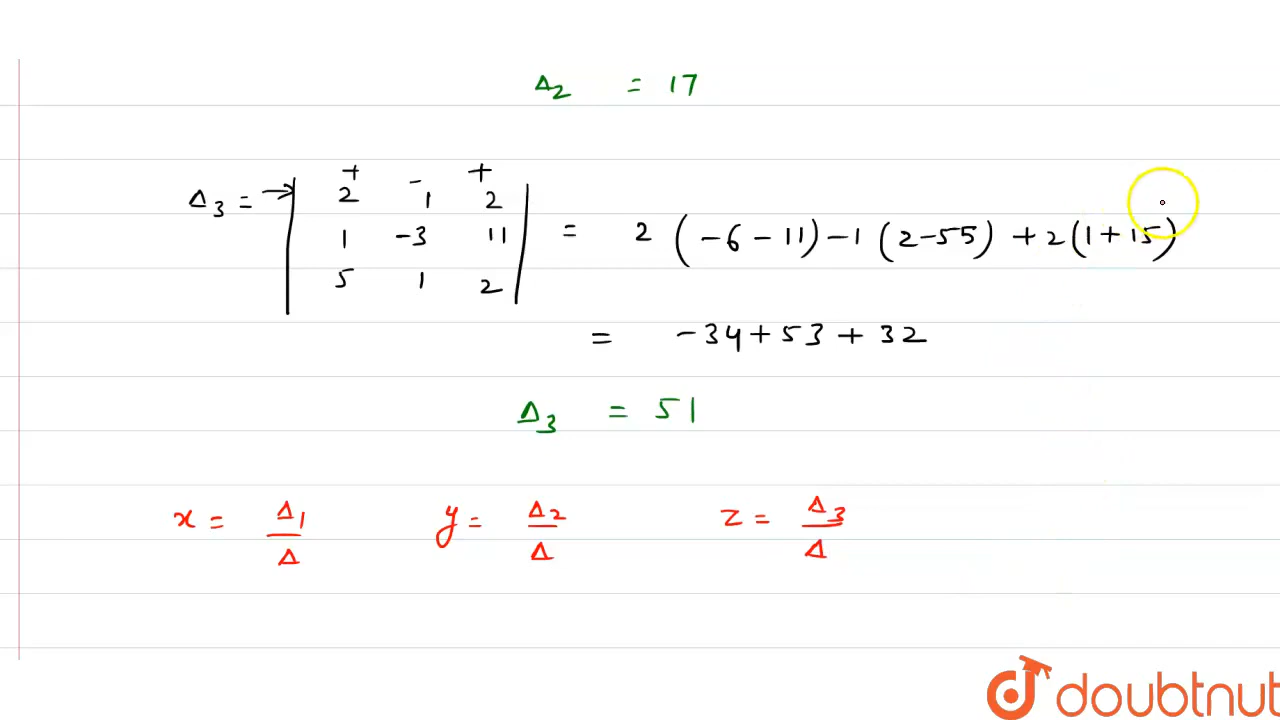 Δ2 = 17
+ - +
Δ3 = → | 2 1 2 | = 2 (-6-11) -1 (2-55) + 2 (1+15)
| 1 -3 11 |
| 5 1 2 |
= -34+53+32
Δ3 = 51
x = Δ1/Δ y = Δ2/Δ z = Δ3/Δ
doubtnut